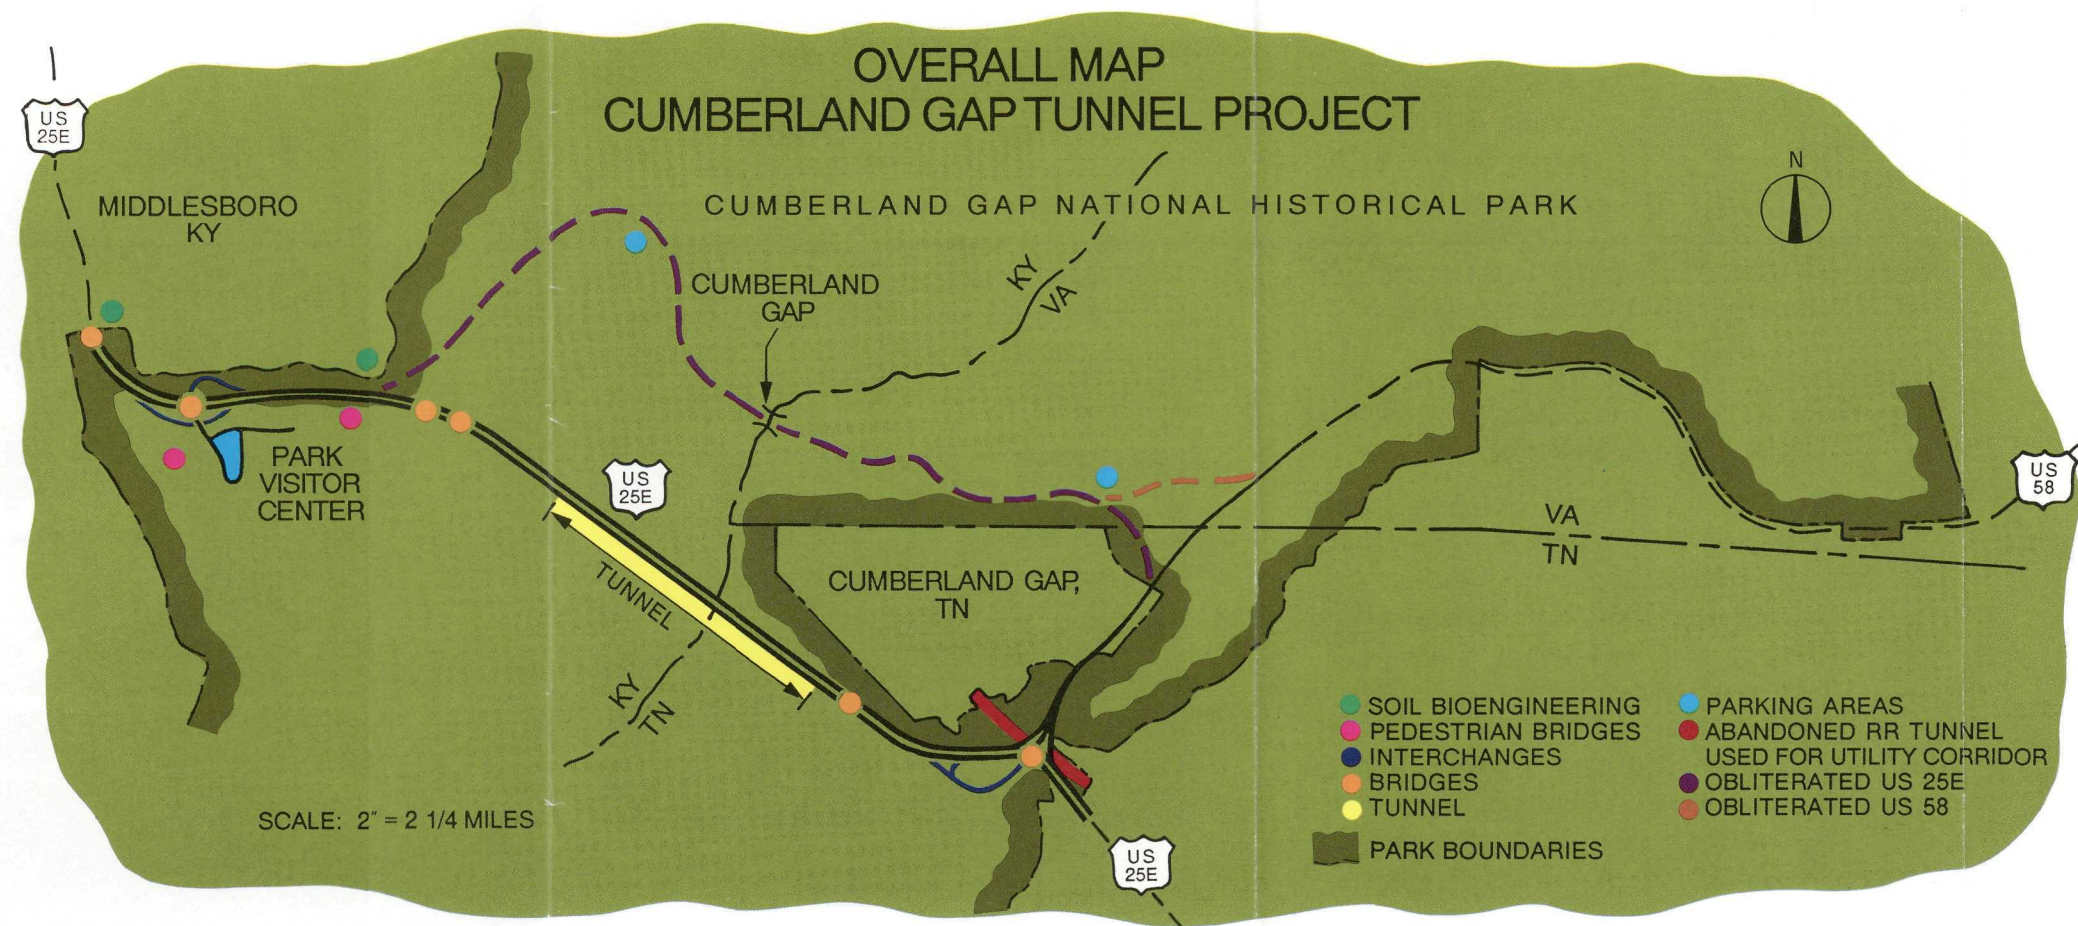 OVERALL MAP
CUMBERLAND GAP TUNNEL PROJECT
US
25E
MIDDLESBORO
KY
CUMBERLAND GAP NATIONAL HISTORICAL PARK
N
CUMBERLAND
GAP
KY
VA
PARK
VISITOR
CENTER
US
25E
US
58
VA
TN
TUNNEL
CUMBERLAND GAP,
TN
KY
TN
SCALE: 2" = 2 1/4 MILES
SOIL BIOENGINEERING
PEDESTRIAN BRIDGES
INTERCHANGES
BRIDGES
TUNNEL
PARK BOUNDARIES
PARKING AREAS
ABANDONED RR TUNNEL
USED FOR UTILITY CORRIDOR
OBLITERATED US 25E
OBLITERATED US 58
US
25E